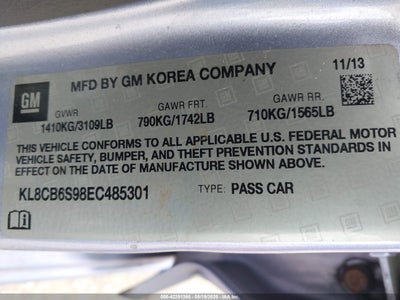 MFD BY GM KOREA COMPANY 11/13
GM
GVWR GAWR FRT. GAWR RR.
1410KG/3109LB 790KG/1742LB 710KG/1565LB
THIS VEHICLE CONFORMS TO ALL APPLICABLE U.S. FEDERAL MOTOR
VEHICLE SAFETY, BUMPER, AND THEFT PREVENTION STANDARDS IN
EFFECT ON THE DATE OF MANUFACTURE SHOWN ABOVE
KL8CB6S98EC485301 TYPE: PASS CAR